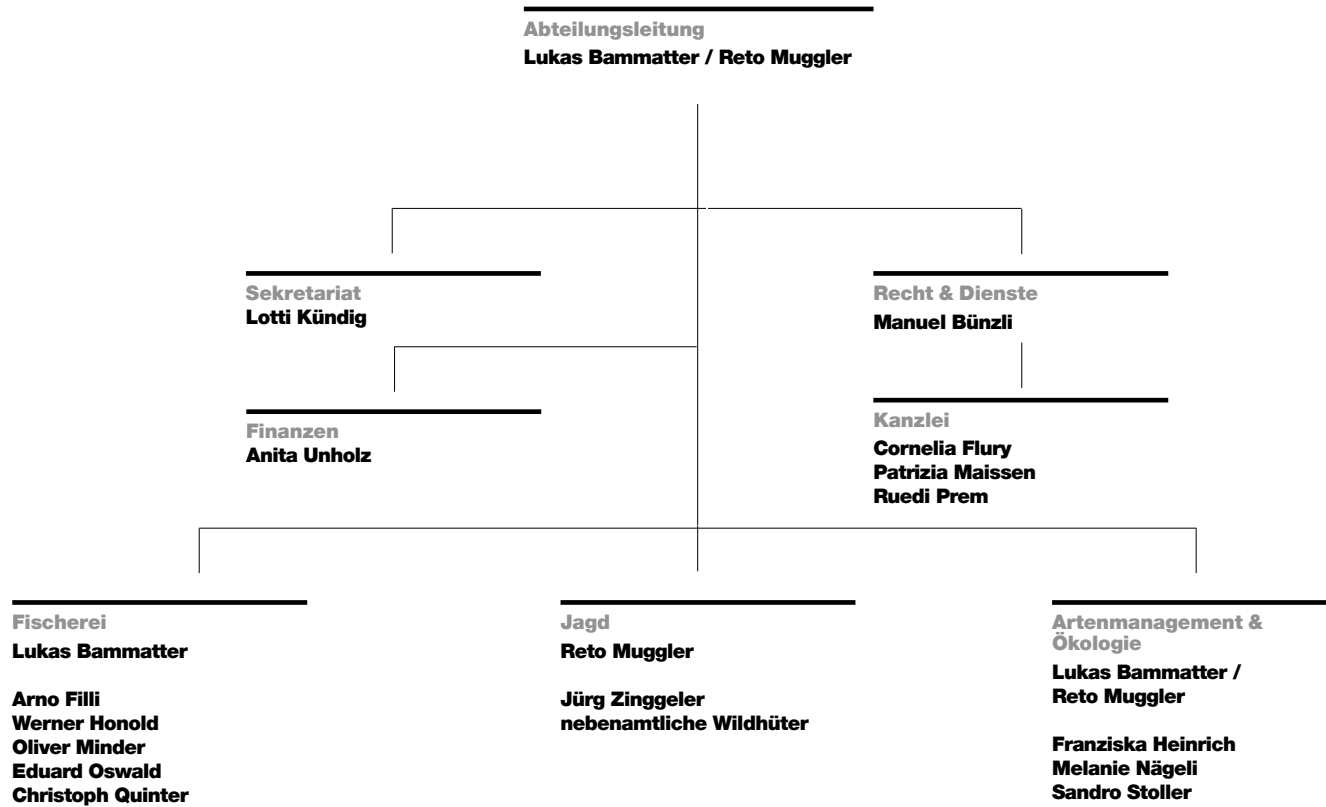 Abteilungsleitung
Lukas Bammatter / Reto Muggler
Sekretariat
Lotti Kündig
Recht & Dienste
Manuel Bünzli
Finanzen
Anita Unholz
Kanzlei
Cornelia Flury
Patrizia Maissen
Ruedi Prem
Fischerei
Lukas Bammatter
Arno Filli
Werner Honold
Oliver Minder
Eduard Oswald
Christoph Quinter
Jagd
Reto Muggler
Jürg Zinggeler
nebenamtliche Wildhüter
Artenmanagement &
Ökologie
Lukas Bammatter /
Reto Muggler
Franziska Heinrich
Melanie Nägeli
Sandro Stoller